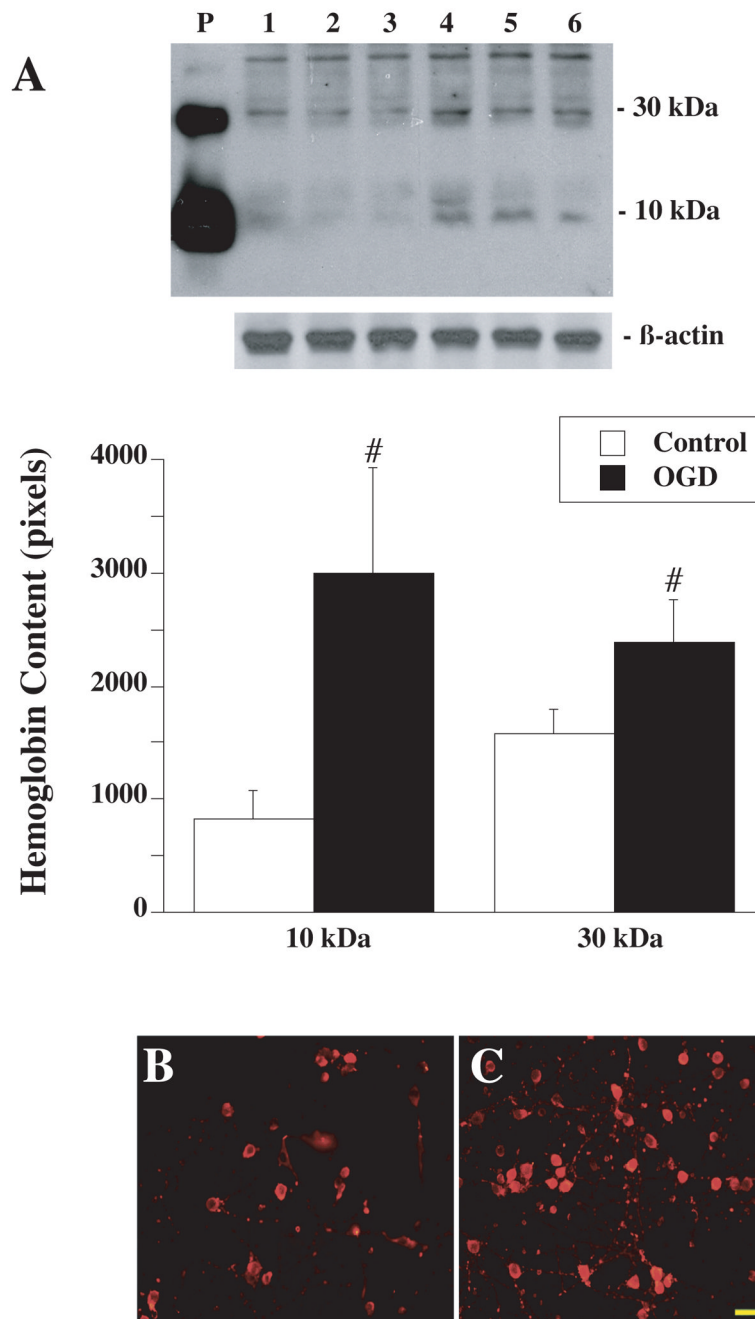 P 1 2 3 4 5 6
A
- 30 kDa
- 10 kDa
- ß-actin
Control
OGD
Hemoglobin Content (pixels)
4000
3000
2000
1000
0
#
#
10 kDa
30 kDa
B
C